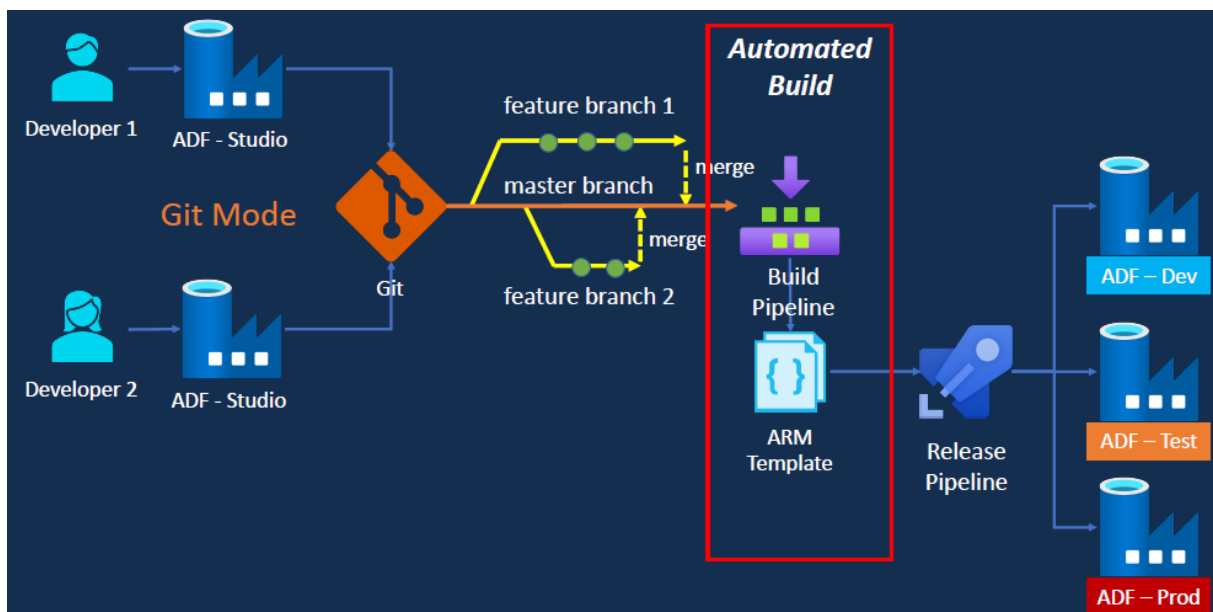 Automated
Build
Developer 1
ADF - Studio
feature branch 1
merge
Git Mode
master branch
merge
Git
feature branch 2
Build
Pipeline
Developer 2
ADF - Studio
{ }
ARM
Template
Release
Pipeline
ADF – Dev
ADF – Test
ADF – Prod